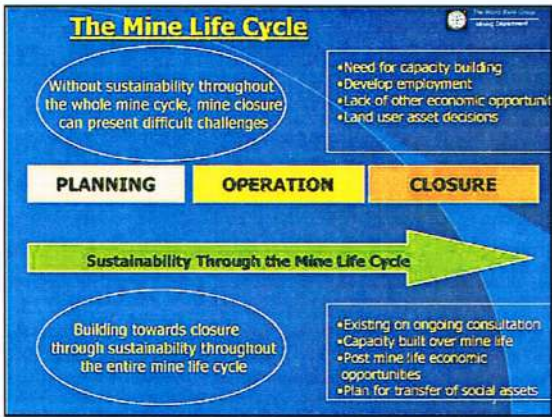 The Mine Life Cycle
The World Bank Group
Mining Department
Without sustainability throughout
the whole mine cycle, mine closure
can present difficult challenges
•Need for capacity building
•Develop employment
•Lack of other economic opportuniti
•Land user asset decisions
PLANNING
OPERATION
CLOSURE
Sustainability Through the Mine Life Cycle
Building towards closure
through sustainability throughout
the entire mine life cycle
•Existing on ongoing consultation
•Capacity built over mine life
•Post mine life economic
opportunities
•Plan for transfer of social assets